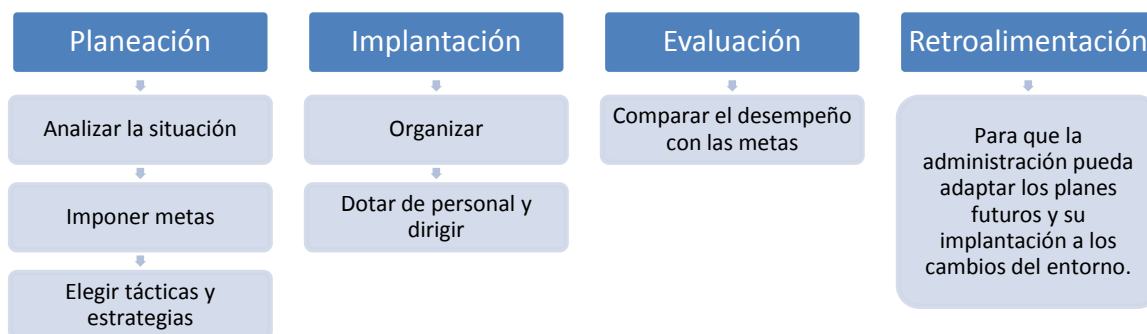 Planeación
Analizar la situación
Imponer metas
Elegir tácticas y
estrategias
Implantación
Organizar
Dotar de personal y
dirigir
Evaluación
Comparar el desempeño
con las metas
Retroalimentación
Para que la
administración pueda
adaptar los planes
futuros y su
implantación a los
cambios del entorno.